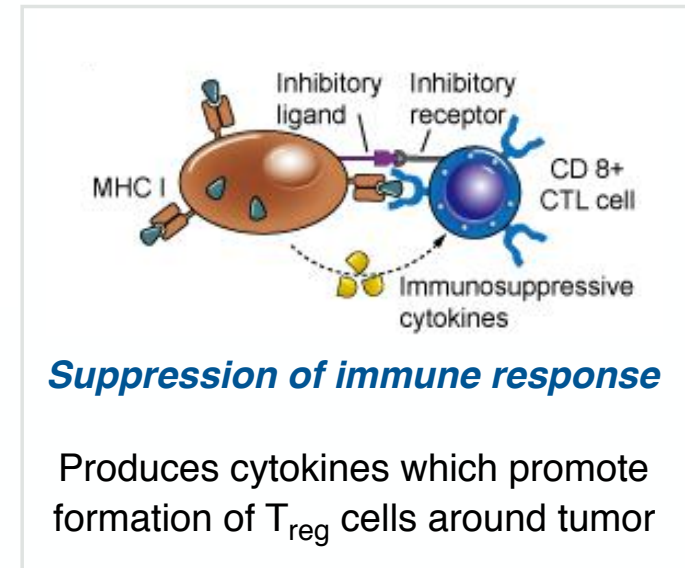 Inhibitory ligand
Inhibitory receptor
MHC I
CD 8+
CTL cell
Immunosuppressive
cytokines
Suppression of immune response
Produces cytokines which promote
formation of Treg cells around tumor